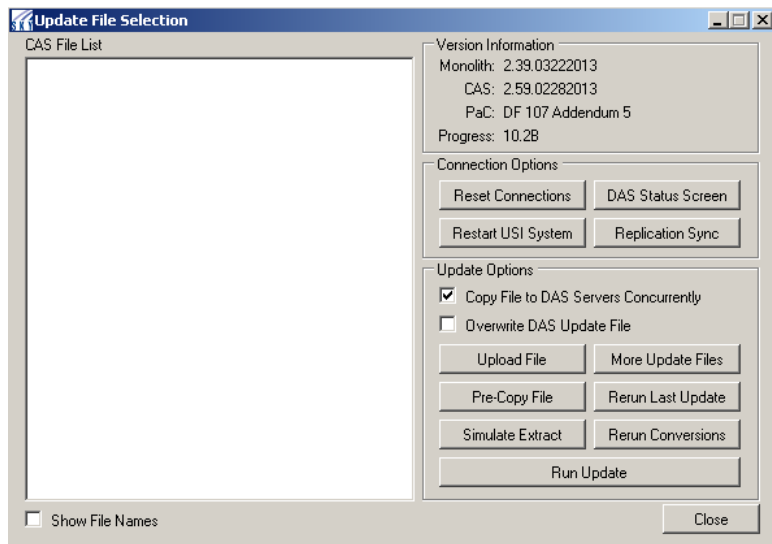 Update File Selection
CAS File List
Version Information
Monolith: 2.39.03222013
CAS: 2.59.02282013
PaC: DF 107 Addendum 5
Progress: 10.2B
Connection Options
Reset Connections DAS Status Screen
Restart USI System Replication Sync
Update Options
Copy File to DAS Servers Concurrently
Overwrite DAS Update File
Upload File More Update Files
Pre-Copy File Rerun Last Update
Simulate Extract Rerun Conversions
Run Update
Show File Names
Close